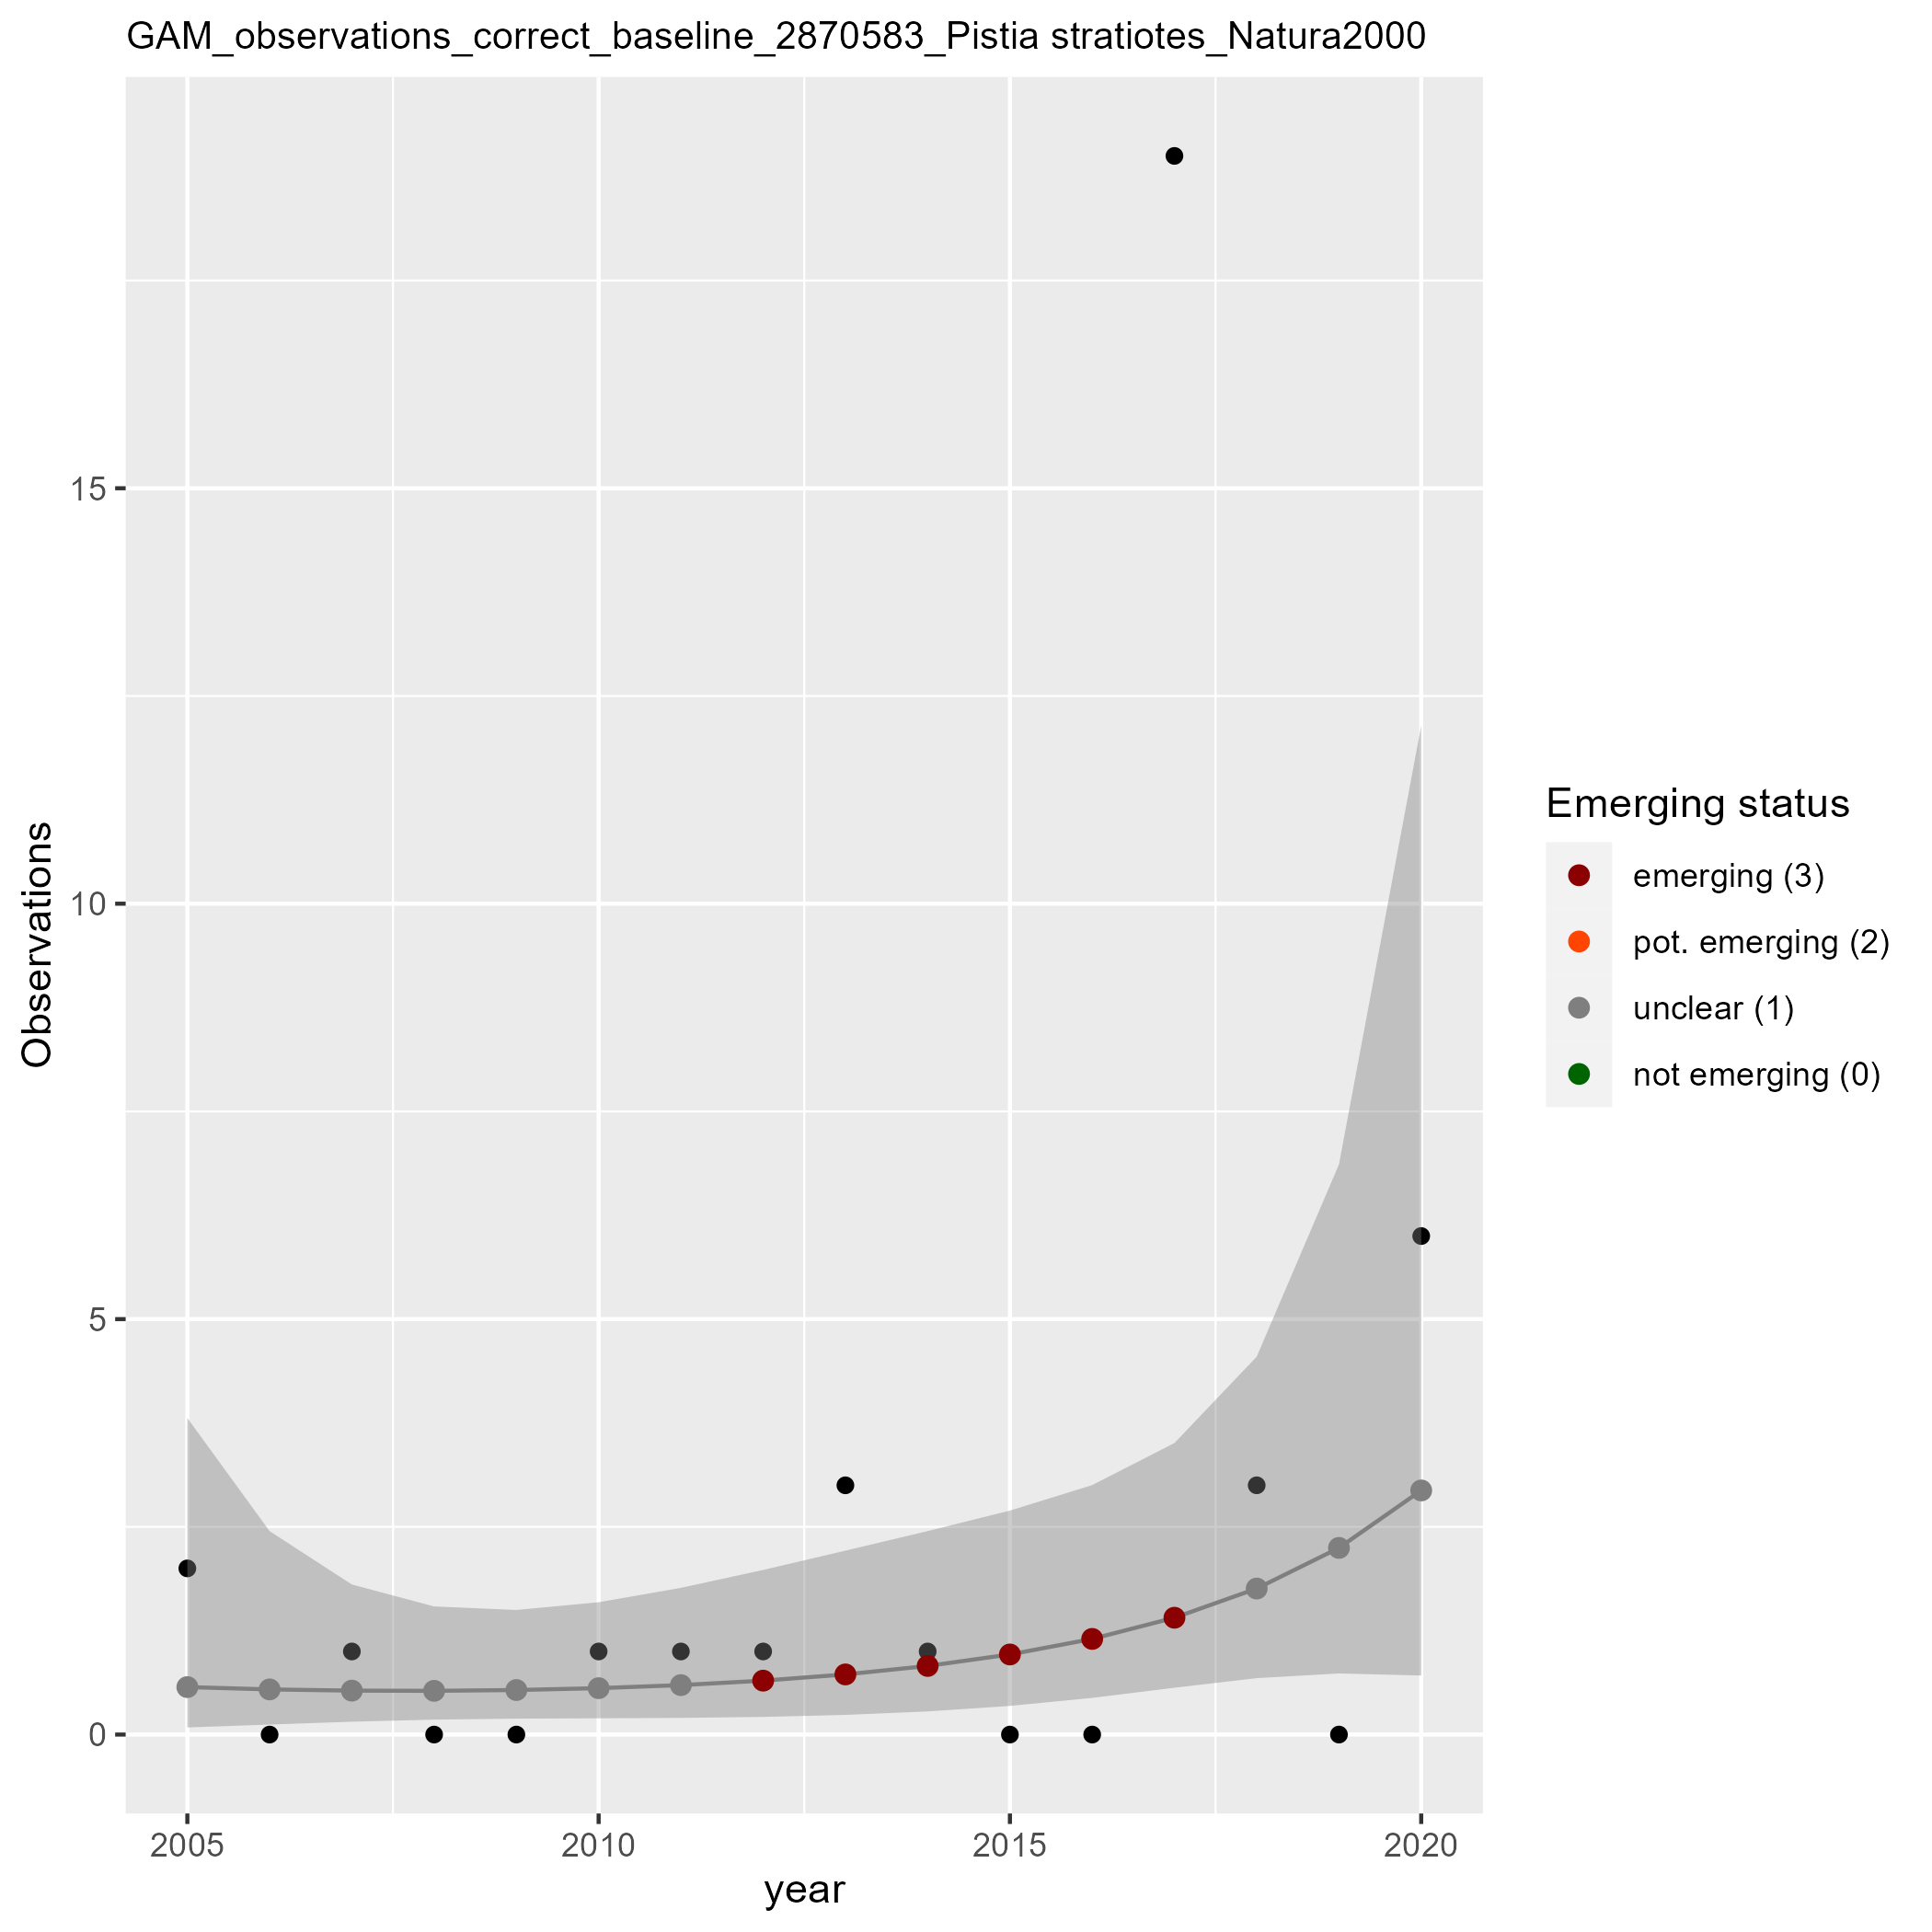 GAM_observations_correct_baseline_2870583_Pistia stratiotes_Natura2000
Observations
15
10
5
0
2005
2010
2015
2020
year
Emerging status
emerging (3)
pot. emerging (2)
unclear (1)
not emerging (0)